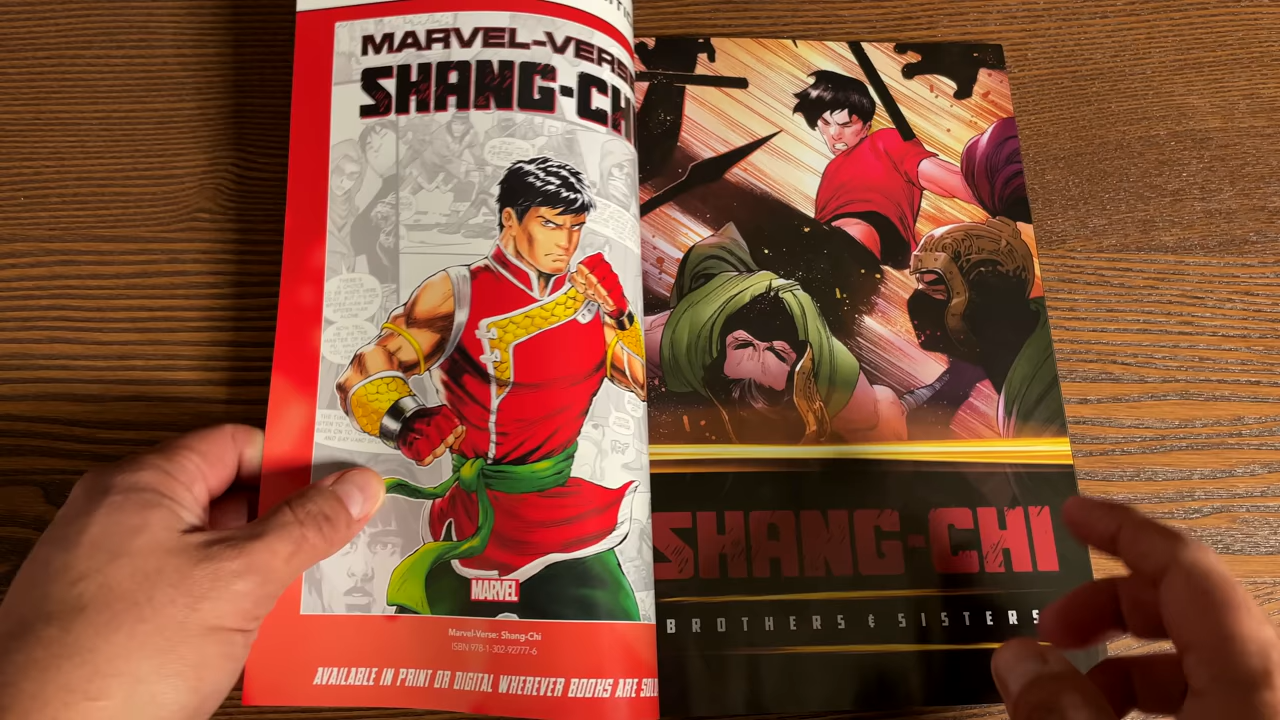 MARVEL-VERSE
SHANG-CHI
MARVEL
Marvel-Verse: Shang-Chi
ISBN 978-1-302-92777-6
AVAILABLE IN PRINT OR DIGITAL WHEREVER BOOKS ARE SOL
SHANG-CHI
BROTHERS & SISTERS